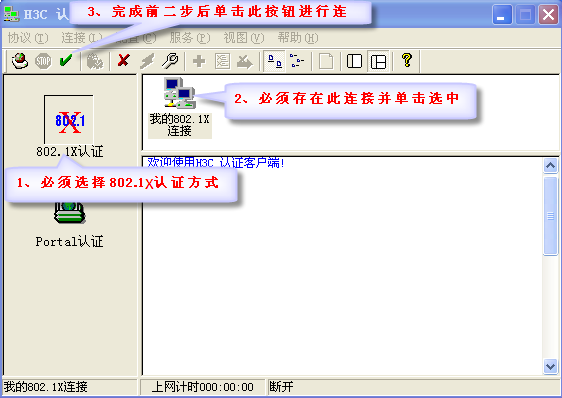 H3C 认
3、完成前二步后单击此按钮进行连
协议(I) 连接(L) (C) 服务(P) 视图(V) 帮助(H)
STOP
802.1
X
802.1X认证
我的802.1X
连接
2、必须存在此连接并单击选中
欢迎使用H3C 认证客户端!
1、必须选择802.1X认证方式
Portal认证
我的802.1X连接 上网计时000:00:00 断开